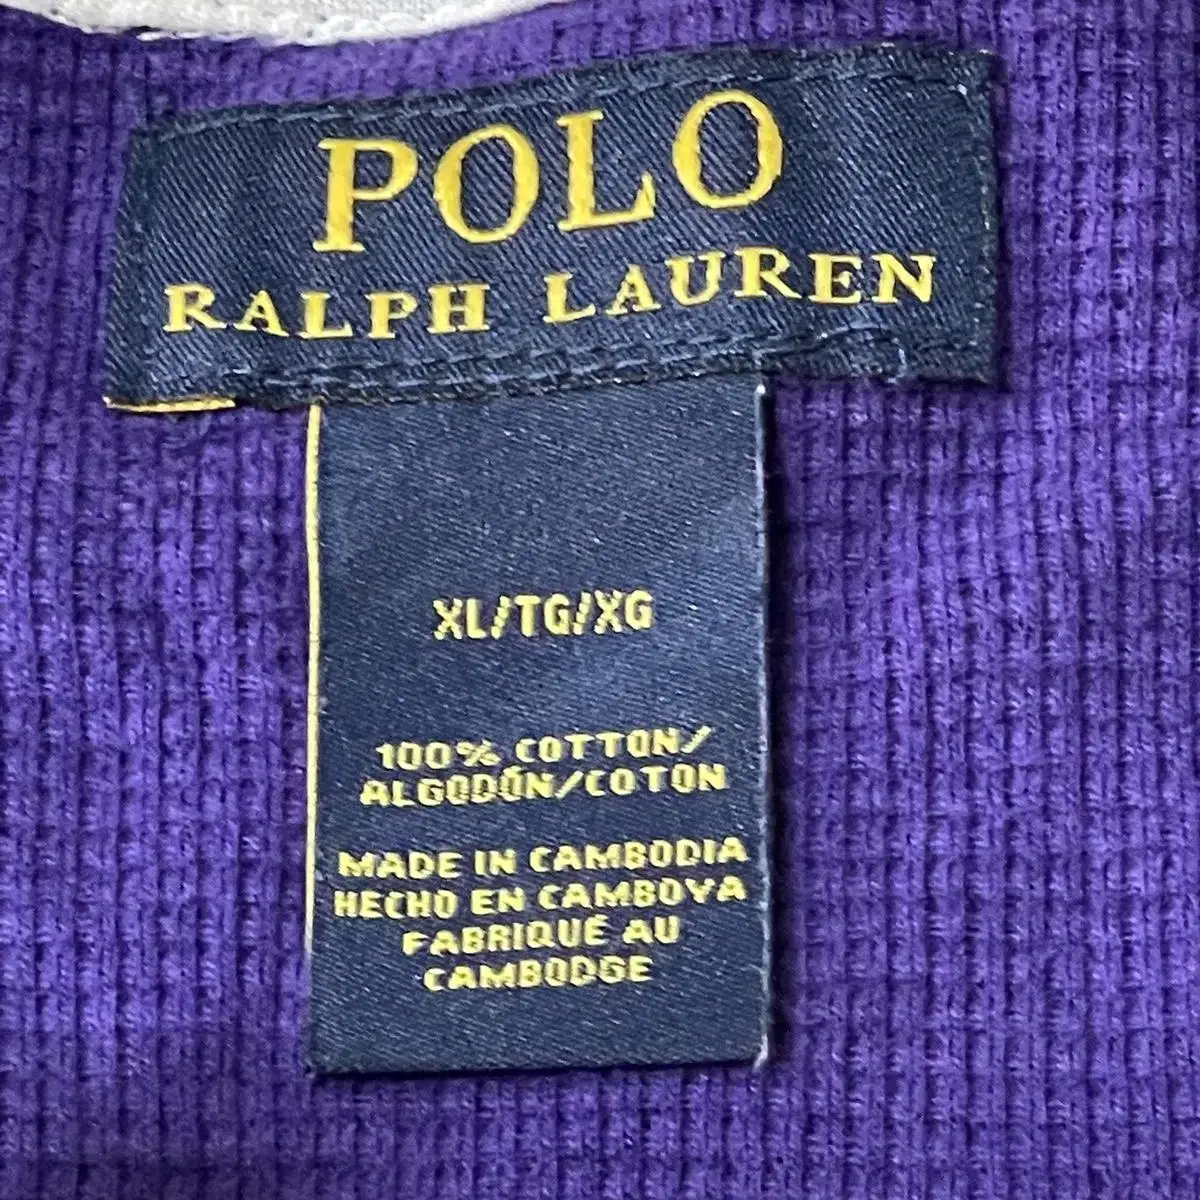 POLO
RALPH LAUREN
XL/TG/XG
100% COTTON/
ALGODÓN/COTON
MADE IN CAMBODIA
HECHO EN CAMBOYA
FABRIQUÉ AU
CAMBODGE